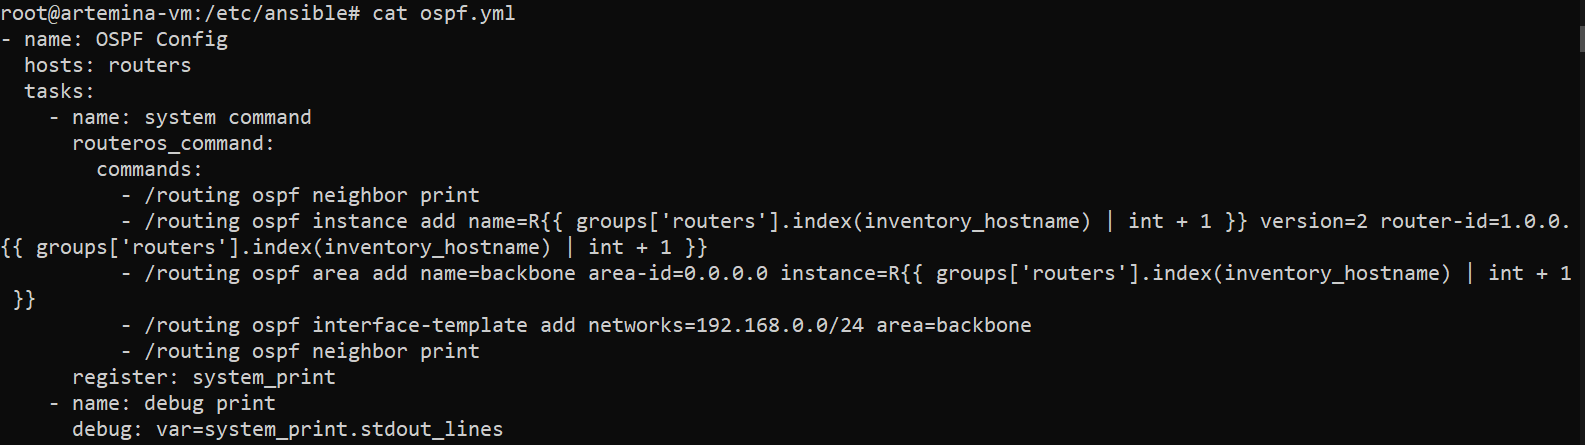 root@artemina-vm:/etc/ansible# cat ospf.yml
- name: OSPF Config
  hosts: routers
  tasks:
    - name: system command
      routeros_command:
        commands:
          - /routing ospf neighbor print
          - /routing ospf instance add name=R{{ groups['routers'].index(inventory_hostname) | int + 1 }} version=2 router-id=1.0.0.
{{ groups['routers'].index(inventory_hostname) | int + 1 }}
          - /routing ospf area add name=backbone area-id=0.0.0.0 instance=R{{ groups['routers'].index(inventory_hostname) | int + 1
 }}
          - /routing ospf interface-template add networks=192.168.0.0/24 area=backbone
          - /routing ospf neighbor print
      register: system_print
    - name: debug print
      debug: var=system_print.stdout_lines